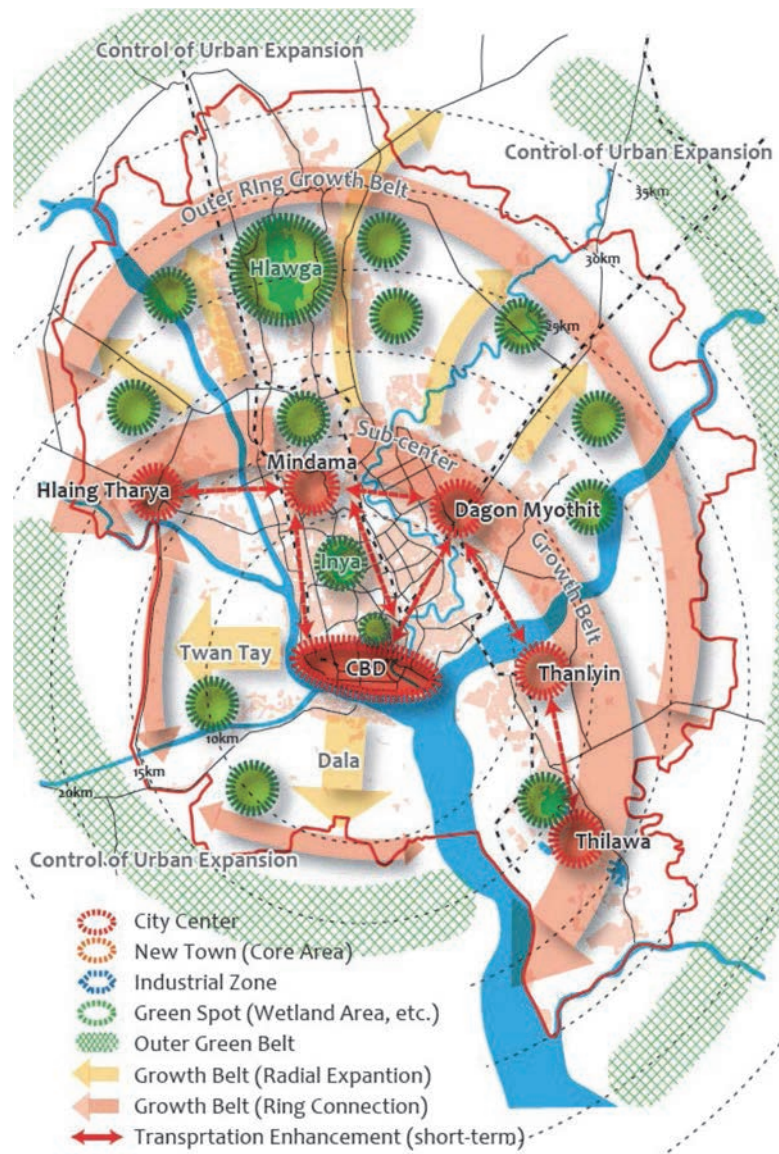 Control of Urban Expansion
Control of Urban Expansion
35km
Outer RIng Growth Belt
30km
Hlawga
25km
Sub-center
Mindama
Hlaing Tharya
Dagon Myothit
Inya
Growth Belt
Twan Tay
CBD
Thanlyin
10km
Dala
15km
20km
Thilawa
Control of Urban Expansion
City Center
New Town (Core Area)
Industrial Zone
Green Spot (Wetland Area, etc.)
Outer Green Belt
Growth Belt (Radial Expantion)
Growth Belt (Ring Connection)
Transprtation Enhancement (short-term)